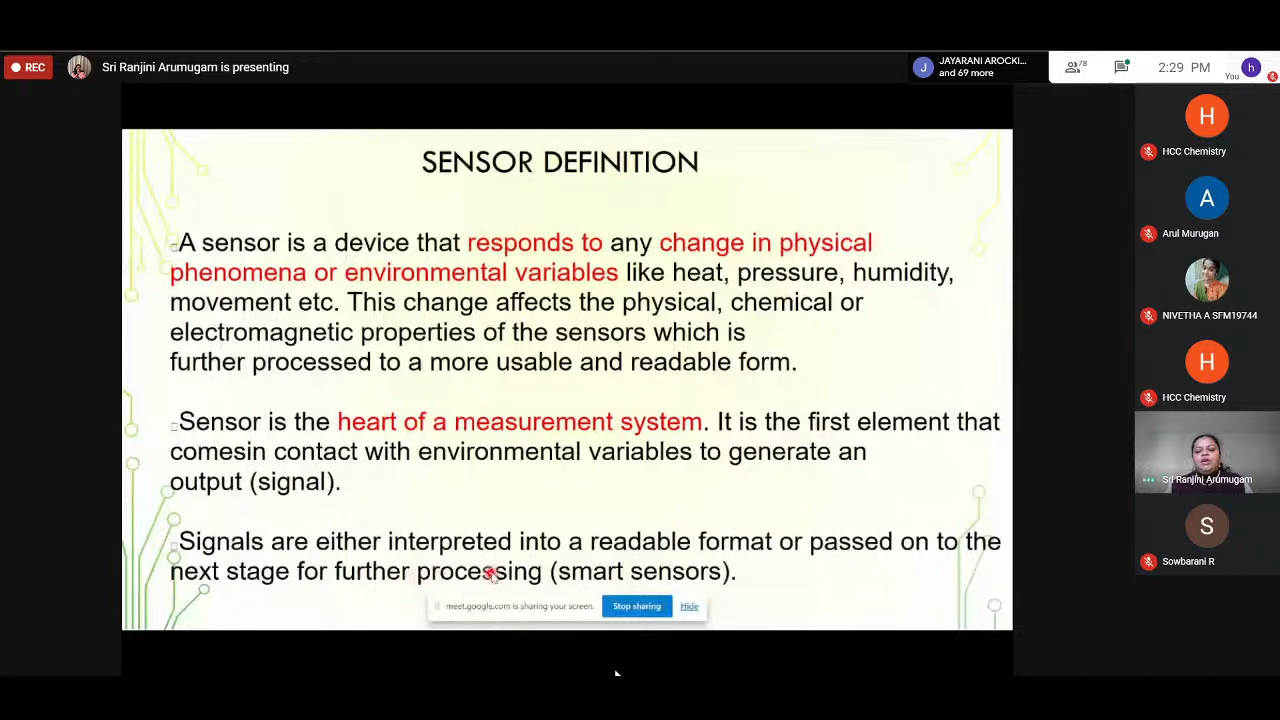 REC
Sri Ranjini Arumugam is presenting
J
JAYARANI AROCKI...
and 69 more
78
2:29 PM
You
h
SENSOR DEFINITION
A sensor is a device that responds to any change in physical
phenomena or environmental variables like heat, pressure, humidity,
movement etc. This change affects the physical, chemical or
electromagnetic properties of the sensors which is
further processed to a more usable and readable form.
Sensor is the heart of a measurement system. It is the first element that
comesin contact with environmental variables to generate an
output (signal).
Signals are either interpreted into a readable format or passed on to the
next stage for further processing (smart sensors).
meet.google.com is sharing your screen.
Stop sharing
Hide
H
HCC Chemistry
A
Arul Murugan
NIVETHA A SFM19744
H
HCC Chemistry
Sri Ranjini Arumugam
S
Sowbarani R